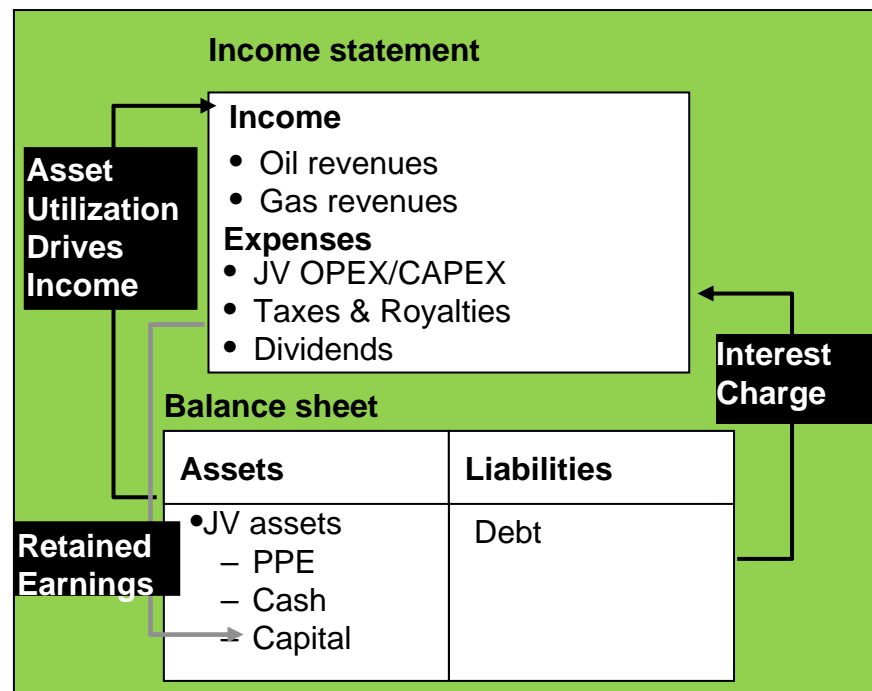 Income statement
Income
• Oil revenues
• Gas revenues
Expenses
• JV OPEX/CAPEX
• Taxes & Royalties
• Dividends
Asset
Utilization
Drives
Income
Interest
Charge
Balance sheet
Assets
Liabilities
•JV assets
– PPE
– Cash
– Capital
Debt
Retained
Earnings